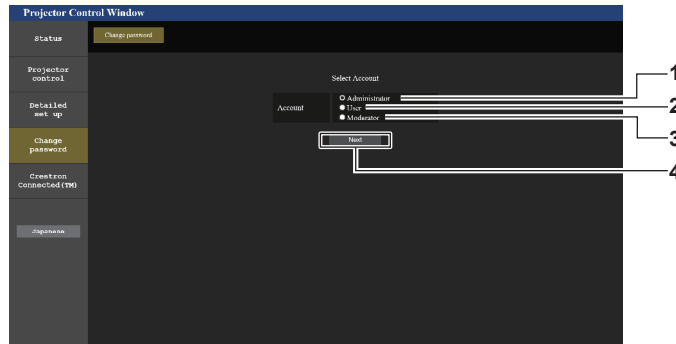 Projector Control Window
Status
Change password
Projector
control
Detailed
set up
Change
password
Crestron
Connected(TM)
Japanese
Select Account
Account
Administrator
User
Moderator
Next
1
2
3
4